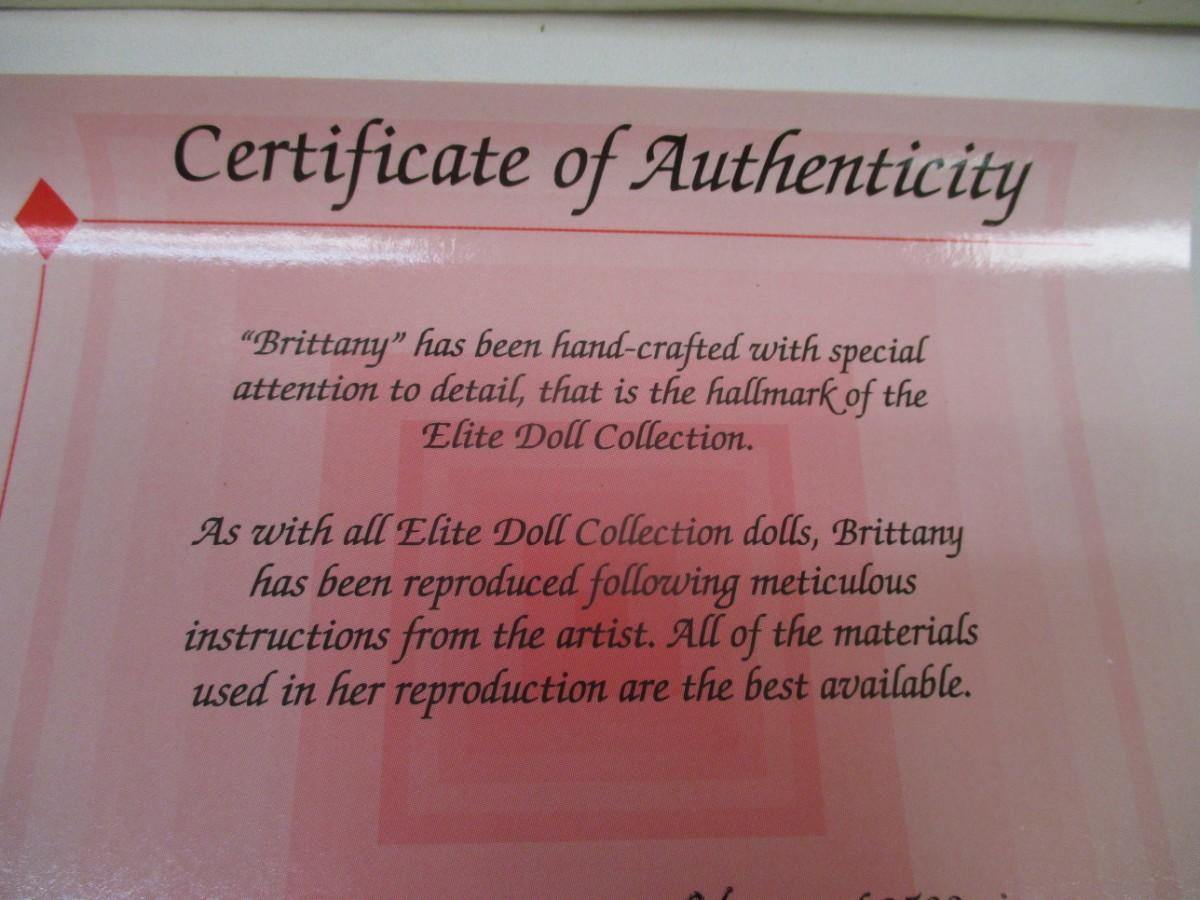 Certificate of Authenticity
“Brittany” has been hand-crafted with special
attention to detail, that is the hallmark of the
Elite Doll Collection.
As with all Elite Doll Collection dolls, Brittany
has been reproduced following meticulous
instructions from the artist. All of the materials
used in her reproduction are the best available.